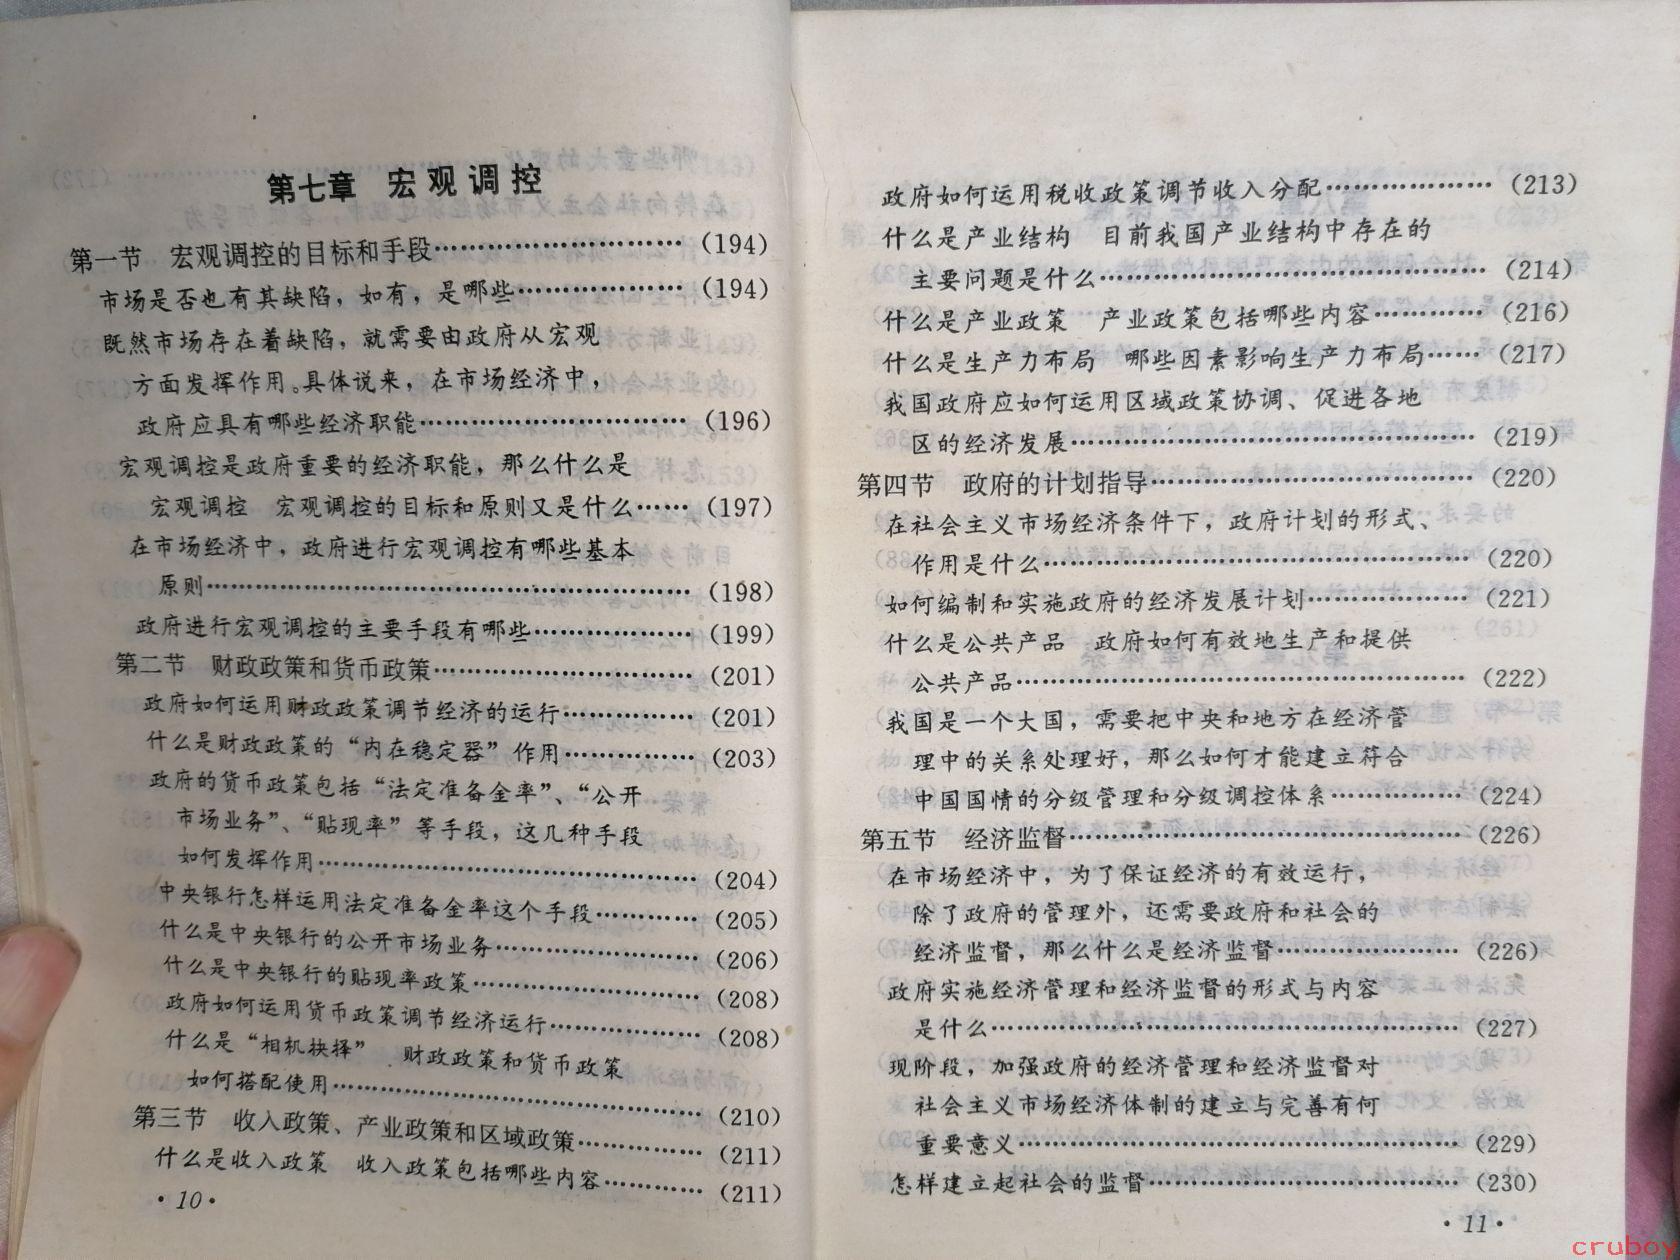 第七章 宏观调控
第一节 宏观调控的目标和手段…………………………(194)
市场是否也有其缺陷，如有，是哪些………………(194)
既然市场存在着缺陷，就需要由政府从宏观
方面发挥作用。具体说来，在市场经济中，
政府应具有哪些经济职能…………………………(196)
宏观调控是政府重要的经济职能，那么什么是
宏观调控 宏观调控的目标和原则又是什么……(197)
在市场经济中，政府进行宏观调控有哪些基本
原则……………………………………………………(198)
政府进行宏观调控的主要手段有哪些………………(199)
第二节 财政政策和货币政策…………………………(201)
政府如何运用财政政策调节经济的运行……………(201)
什么是财政政策的“内在稳定器”作用……………(203)
政府的货币政策包括“法定准备金率”、“公开
市场业务”、“贴现率”等手段，这几种手段
如何发挥作用………………………………………(204)
中央银行怎样运用法定准备金率这个手段…………(205)
什么是中央银行的公开市场业务……………………(206)
什么是中央银行的贴现率政策………………………(208)
政府如何运用货币政策调节经济运行………………(208)
什么是“相机抉择” 财政政策和货币政策
如何搭配使用………………………………………(210)
第三节 收入政策、产业政策和区域政策……………(211)
什么是收入政策 收入政策包括哪些内容…………(211)
·10·
政府如何运用税收政策调节收入分配………………(213)
什么是产业结构 目前我国产业结构中存在的
主要问题是什么……………………………………(214)
什么是产业政策 产业政策包括哪些内容…………(216)
什么是生产力布局 哪些因素影响生产力布局……(217)
我国政府应如何运用区域政策协调、促进各地
区的经济发展………………………………………(219)
第四节 政府的计划指导………………………………(220)
在社会主义市场经济条件下，政府计划的形式、
作用是什么…………………………………………(220)
如何编制和实施政府的经济发展计划………………(221)
什么是公共产品 政府如何有效地生产和提供
公共产品……………………………………………(222)
我国是一个大国，需要把中央和地方在经济管
理中的关系处理好，那么如何才能建立符合
中国国情的分级管理和分级调控体系……………(224)
第五节 经济监督………………………………………(226)
在市场经济中，为了保证经济的有效运行，
除了政府的管理外，还需要政府和社会的
经济监督，那么什么是经济监督…………………(226)
政府实施经济管理和经济监督的形式与内容
是什么………………………………………………(227)
现阶段，加强政府的经济管理和经济监督对
社会主义市场经济体制的建立与完善有何
重要意义……………………………………………(229)
怎样建立起社会的监督………………………………(230)
·11·
cruboy